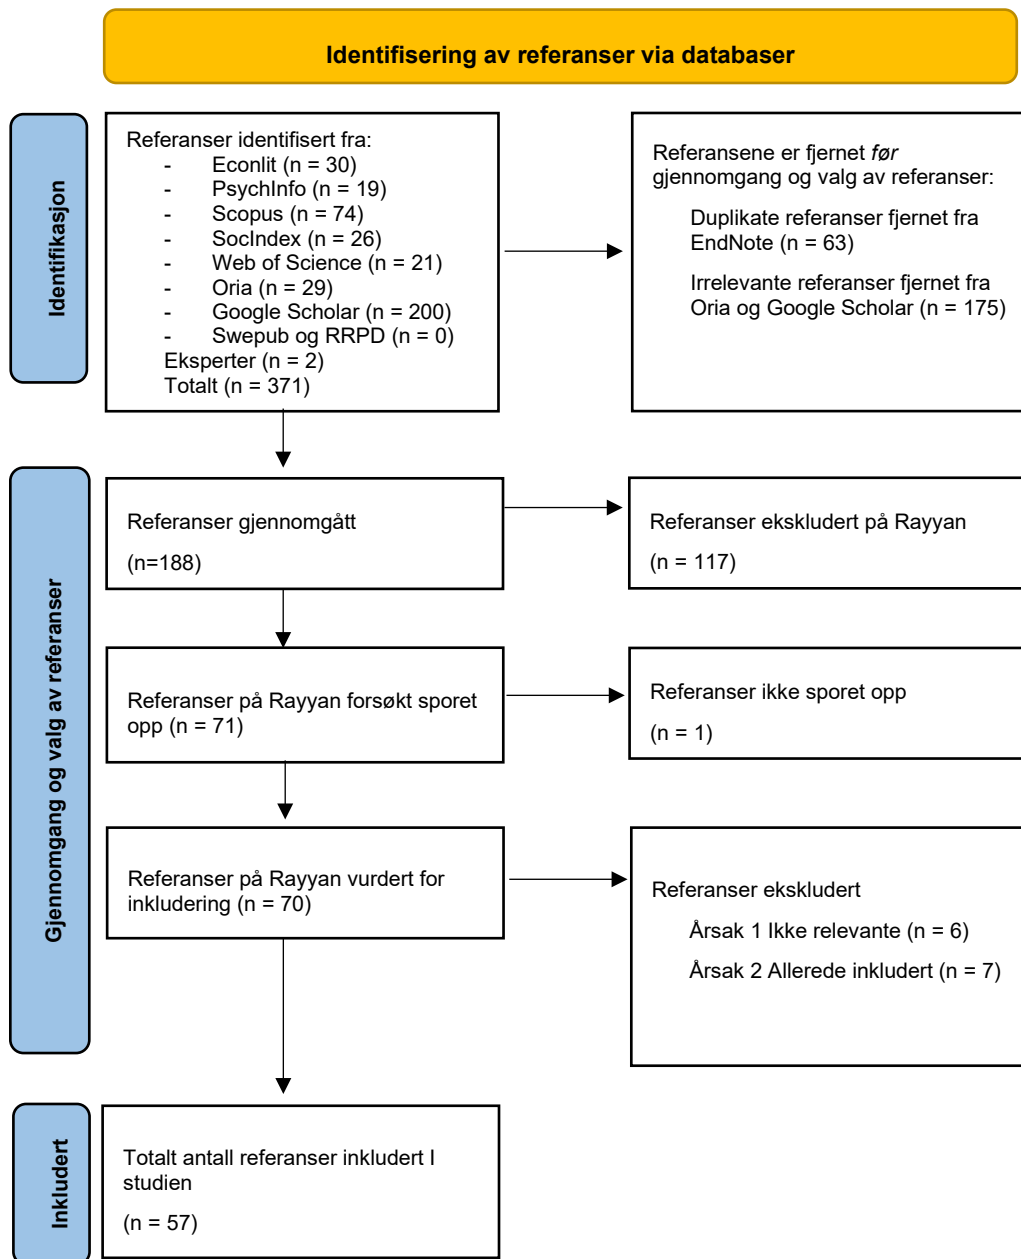 Identifisering av referanser via databaser
Identifikasjon
Referanser identifisert fra:
- Econlit (n = 30)
- PsychInfo (n = 19)
- Scopus (n = 74)
- SocIndex (n = 26)
- Web of Science (n = 21)
- Oria (n = 29)
- Google Scholar (n = 200)
- Swepub og RRPD (n = 0)
Eksperter (n = 2)
Totalt (n = 371)
Referansene er fjernet før
gjennomgang og valg av referanser:
Duplikate referanser fjernet fra
EndNote (n = 63)
Irrelevante referanser fjernet fra
Oria og Google Scholar (n = 175)
Gjennomgang og valg av referanser
Referanser gjennomgått
(n=188)
Referanser ekskludert på Rayyan
(n = 117)
Referanser på Rayyan forsøkt sporet
opp (n = 71)
Referanser ikke sporet opp
(n = 1)
Referanser på Rayyan vurdert for
inkludering (n = 70)
Referanser ekskludert
Årsak 1 Ikke relevante (n = 6)
Årsak 2 Allerede inkludert (n = 7)
Inkludert
Totalt antall referanser inkludert I
studien
(n = 57)